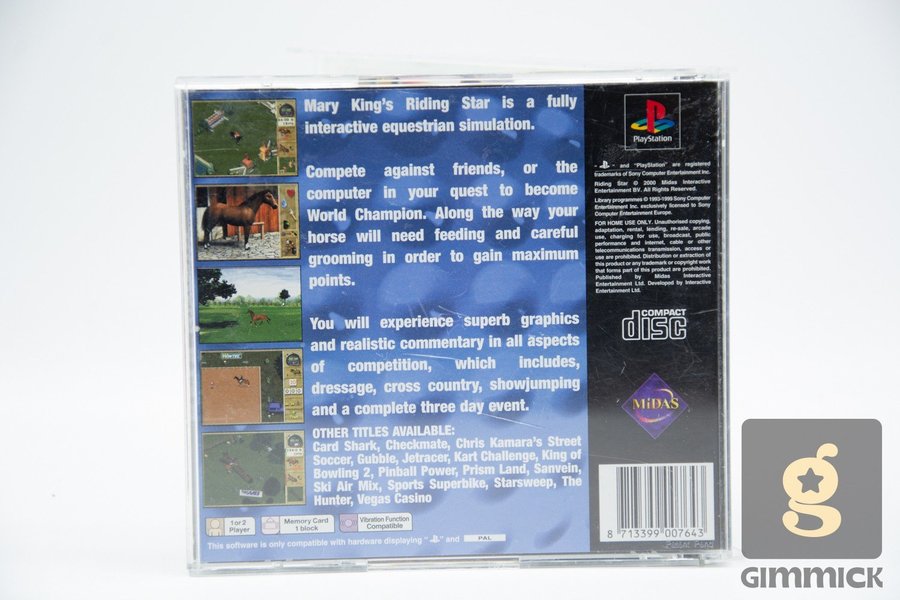 Mary King's Riding Star is a fully
interactive equestrian simulation.
Compete against friends, or the
computer in your quest to become
World Champion. Along the way your
horse will need feeding and careful
grooming in order to gain maximum
points.
You will experience superb graphics
and realistic commentary in all aspects
of competition, which includes,
dressage, cross country, showjumping
and a complete three day event.
OTHER TITLES AVAILABLE:
Card Shark, Checkmate, Chris Kamara's Street
Soccer, Gubble, Jetracer, Kart Challenge, King of
Bowling 2, Pinball Power, Prism Land, Sanvein,
Ski Air Mix, Sports Superbike, Starsweep, The
Hunter, Vegas Casino
1 or 2
Player
Memory Card
1 block
Vibration Function
Compatible
This software is only compatible with hardware displaying " " and PAL
PlayStation
" " and "PlayStation" are registered
trademarks of Sony Computer Entertainment Inc.
Riding Star © 2000 Midas Interactive
Entertainment BV. All Rights Reserved.
Library programmes © 1993-1999 Sony Computer
Entertainment Inc. exclusively licensed to Sony
Computer Entertainment Europe.
FOR HOME USE ONLY. Unauthorised copying,
adaptation, rental, lending, re-sale, arcade
use, charging for use, broadcast, public
performance and internet, cable or other
telecommunications transmission, access or
use are prohibited. Distribution or extraction of
this product or any trademark or copyright work
that forms part of this product are prohibited.
Published by Midas Interactive
Entertainment Ltd. Developed by Interactive
Entertainment Ltd.
COMPACT
disc
MiDAS
8 713399 007643
g
GIMMICK